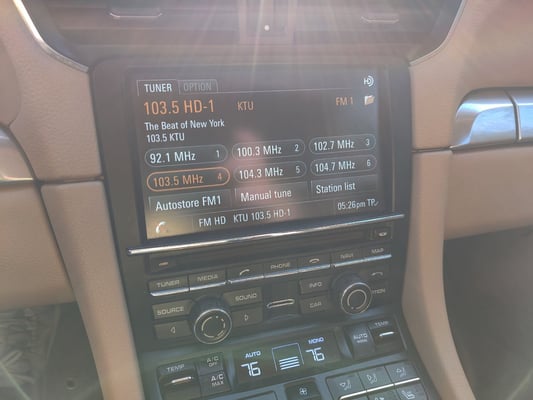 TUNER OPTION
103.5 HD-1 KTU FM 1
The Beat of New York
103.5 KTU
92.1 MHz 1 100.3 MHz 2 102.7 MHz 3
103.5 MHz 4 104.3 MHz 5 104.7 MHz 6
Autostore FM1 Manual tune Station list
FM HD KTU 103.5 HD-1 05:26pm TP
TUNER MEDIA PHONE NAVI MAP
SOURCE SOUND INFO
CAR OPTION
TEMP A/C OFF AUTO MONO TEMP
A/C MAX 76 76 AUTO